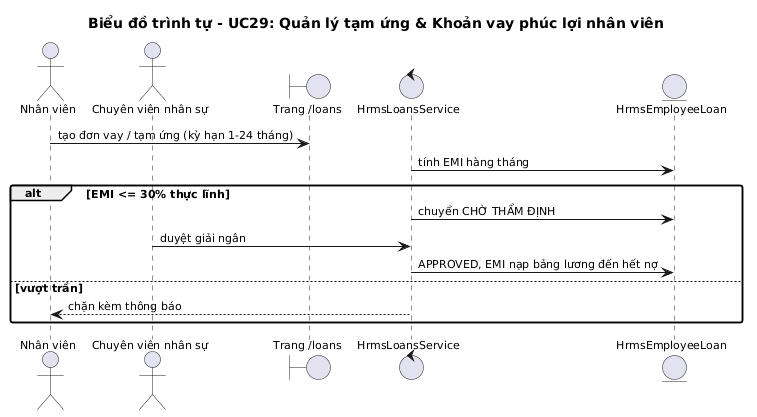 Biểu đồ trình tự - UC29: Quản lý tạm ứng & Khoản vay phúc lợi nhân viên
Nhân viên
Chuyên viên nhân sự
Trang /loans
HrmsLoansService
HrmsEmployeeLoan
tạo đơn vay / tạm ứng (kỳ hạn 1-24 tháng)
tính EMI hàng tháng
alt
[EMI <= 30% thực lĩnh]
chuyển CHỜ THẨM ĐỊNH
duyệt giải ngân
APPROVED, EMI nạp bảng lương đến hết nợ
[vượt trần]
chặn kèm thông báo
Nhân viên
Chuyên viên nhân sự
Trang /loans
HrmsLoansService
HrmsEmployeeLoan